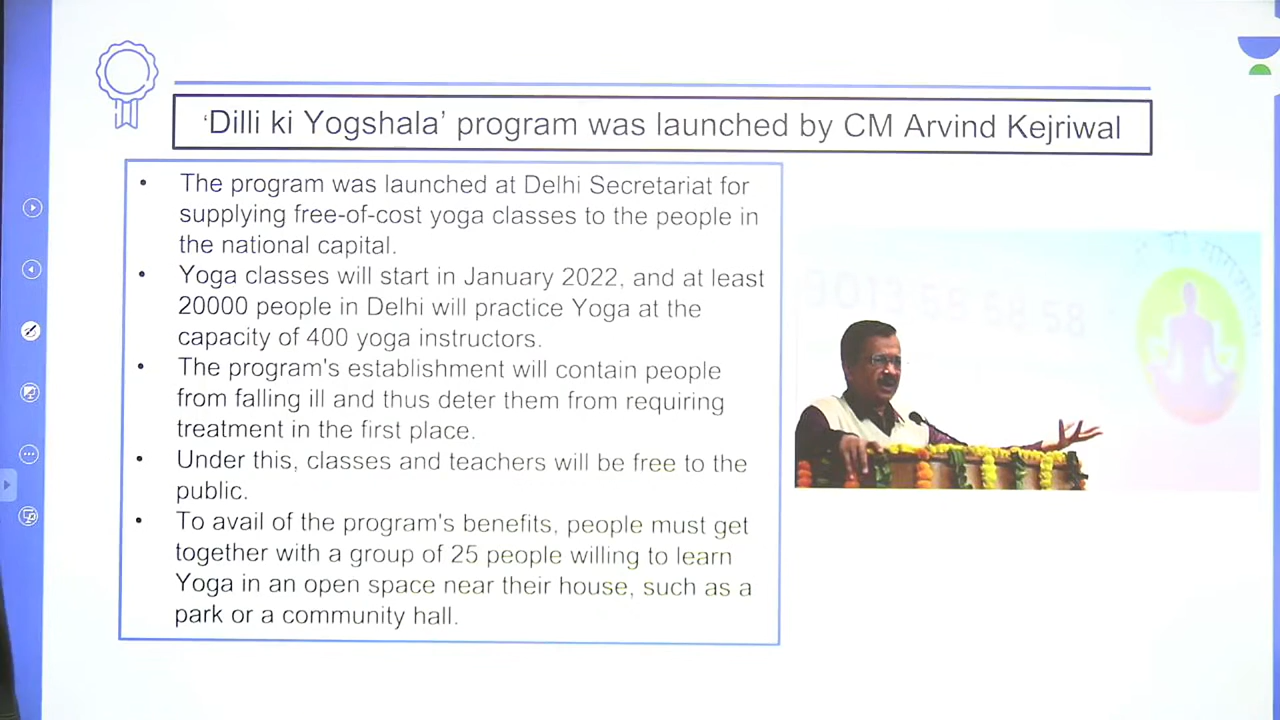 ‘Dilli ki Yogshala’ program was launched by CM Arvind Kejriwal
• The program was launched at Delhi Secretariat for
supplying free-of-cost yoga classes to the people in
the national capital.
• Yoga classes will start in January 2022, and at least
20000 people in Delhi will practice Yoga at the
capacity of 400 yoga instructors.
• The program's establishment will contain people
from falling ill and thus deter them from requiring
treatment in the first place.
• Under this, classes and teachers will be free to the
public.
• To avail of the program's benefits, people must get
together with a group of 25 people willing to learn
Yoga in an open space near their house, such as a
park or a community hall.